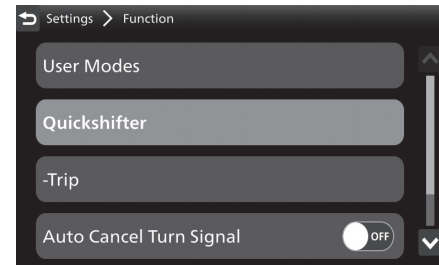 Settings > Function
User Modes
Quickshifter
-Trip
Auto Cancel Turn Signal OFF